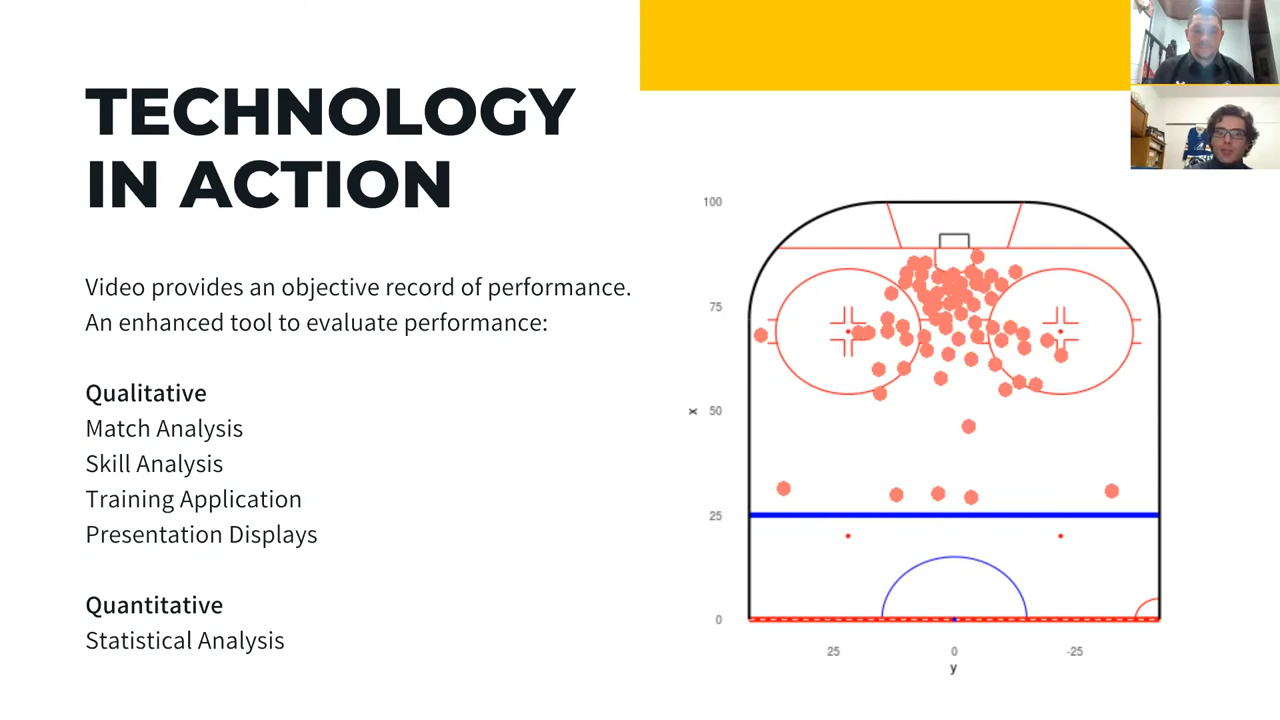 TECHNOLOGY
IN ACTION
Video provides an objective record of performance.
An enhanced tool to evaluate performance:
Qualitative
Match Analysis
Skill Analysis
Training Application
Presentation Displays
Quantitative
Statistical Analysis
100
75
x
50
25
0
25
0
-25
y